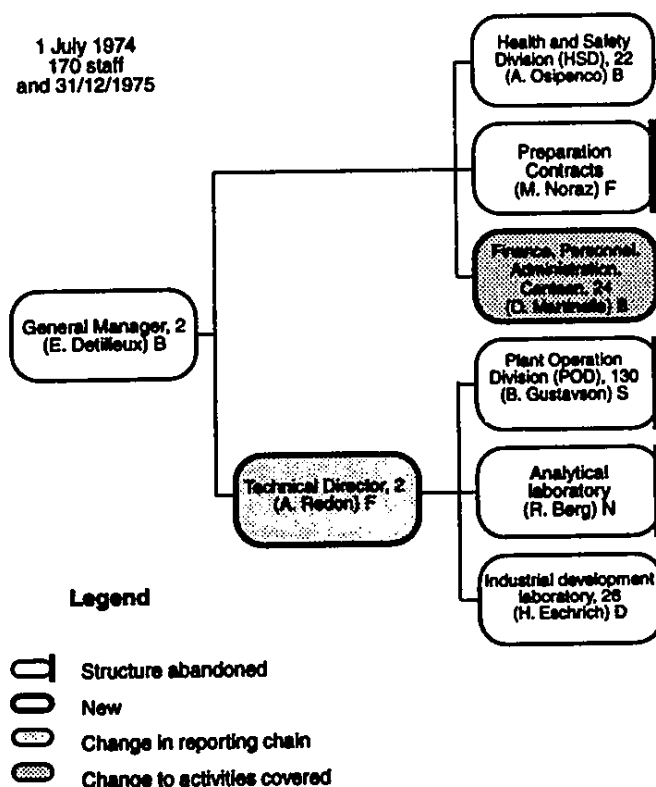 1 July 1974
170 staff
and 31/12/1975
Health and Safety
Division (HSD), 22
(A. Osipenco) B
Preparation
Contracts
(M. Noraz) F
Finance, Personnel,
Administration,
Canteen, 24
(D.
General Manager, 2
(E. Detilleux) B
Plant Operation
Division (POD), 130
(B. Gustavson) S
Technical Director, 2
(A. Redon) F
Analytical
laboratory
(R. Berg) N
Industrial development
laboratory, 26
(H. Eschrich) D
Legend
Structure abandoned
New
Change in reporting chain
Change to activities covered